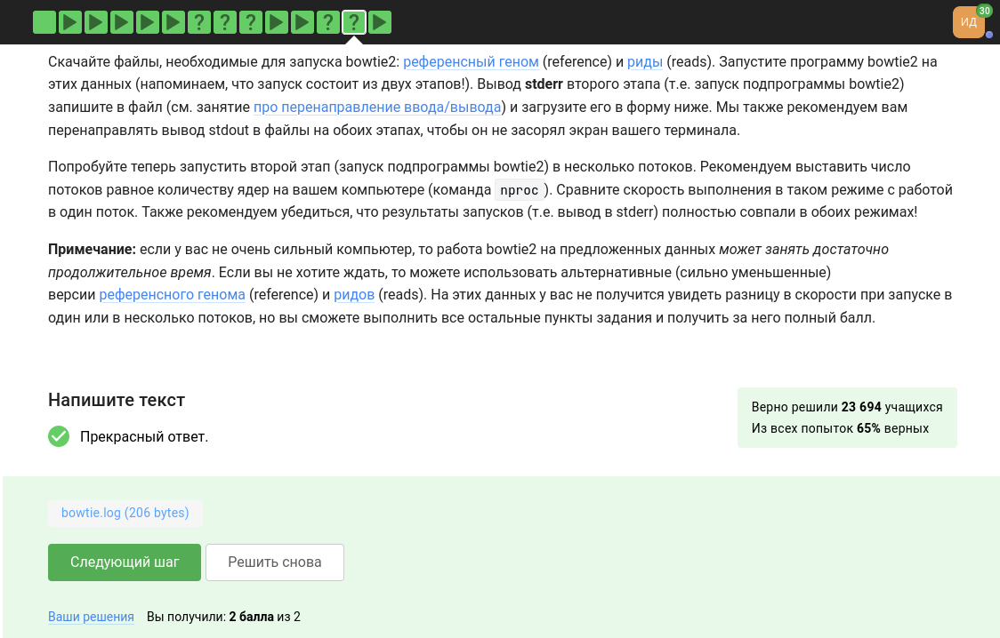 ? ? ? ? ?
30
ИД
Скачайте файлы, необходимые для запуска bowtie2: референсный геном (reference) и риды (reads). Запустите программу bowtie2 на
этих данных (напоминаем, что запуск состоит из двух этапов!). Вывод stderr второго этапа (т.е. запуск подпрограммы bowtie2)
запишите в файл (см. занятие про перенаправление ввода/вывода) и загрузите его в форму ниже. Мы также рекомендуем вам
перенаправлять вывод stdout в файлы на обоих этапах, чтобы он не засорял экран вашего терминала.
Попробуйте теперь запустить второй этап (запуск подпрограммы bowtie2) в несколько потоков. Рекомендуем выставить число
потоков равное количеству ядер на вашем компьютере (команда nproc ). Сравните скорость выполнения в таком режиме с работой
в один поток. Также рекомендуем убедиться, что результаты запусков (т.е. вывод в stderr) полностью совпали в обоих режимах!
Примечание: если у вас не очень сильный компьютер, то работа bowtie2 на предложенных данных может занять достаточно
продолжительное время. Если вы не хотите ждать, то можете использовать альтернативные (сильно уменьшенные)
версии референсного генома (reference) и ридов (reads). На этих данных у вас не получится увидеть разницу в скорости при запуске в
один или в несколько потоков, но вы сможете выполнить все остальные пункты задания и получить за него полный балл.
Напишите текст
Верно решили 23 694 учащихся
Из всех попыток 65% верных
Прекрасный ответ.
bowtie.log (206 bytes)
Следующий шаг Решить снова
Ваши решения Вы получили: 2 балла из 2